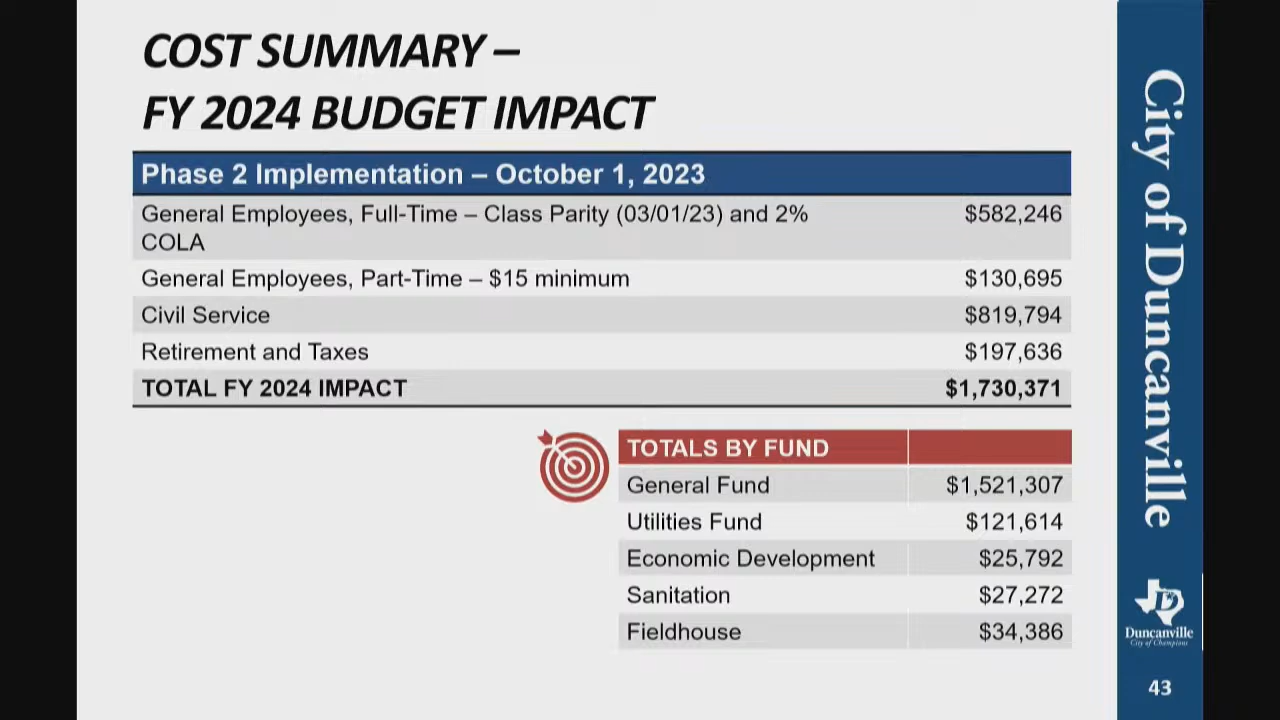 COST SUMMARY –
FY 2024 BUDGET IMPACT
Phase 2 Implementation – October 1, 2023
General Employees, Full-Time – Class Parity (03/01/23) and 2% $582,246
COLA
General Employees, Part-Time – $15 minimum $130,695
Civil Service $819,794
Retirement and Taxes $197,636
TOTAL FY 2024 IMPACT $1,730,371
TOTALS BY FUND
General Fund $1,521,307
Utilities Fund $121,614
Economic Development $25,792
Sanitation $27,272
Fieldhouse $34,386
City of Duncanville
D
Duncanville
City of Champions
43